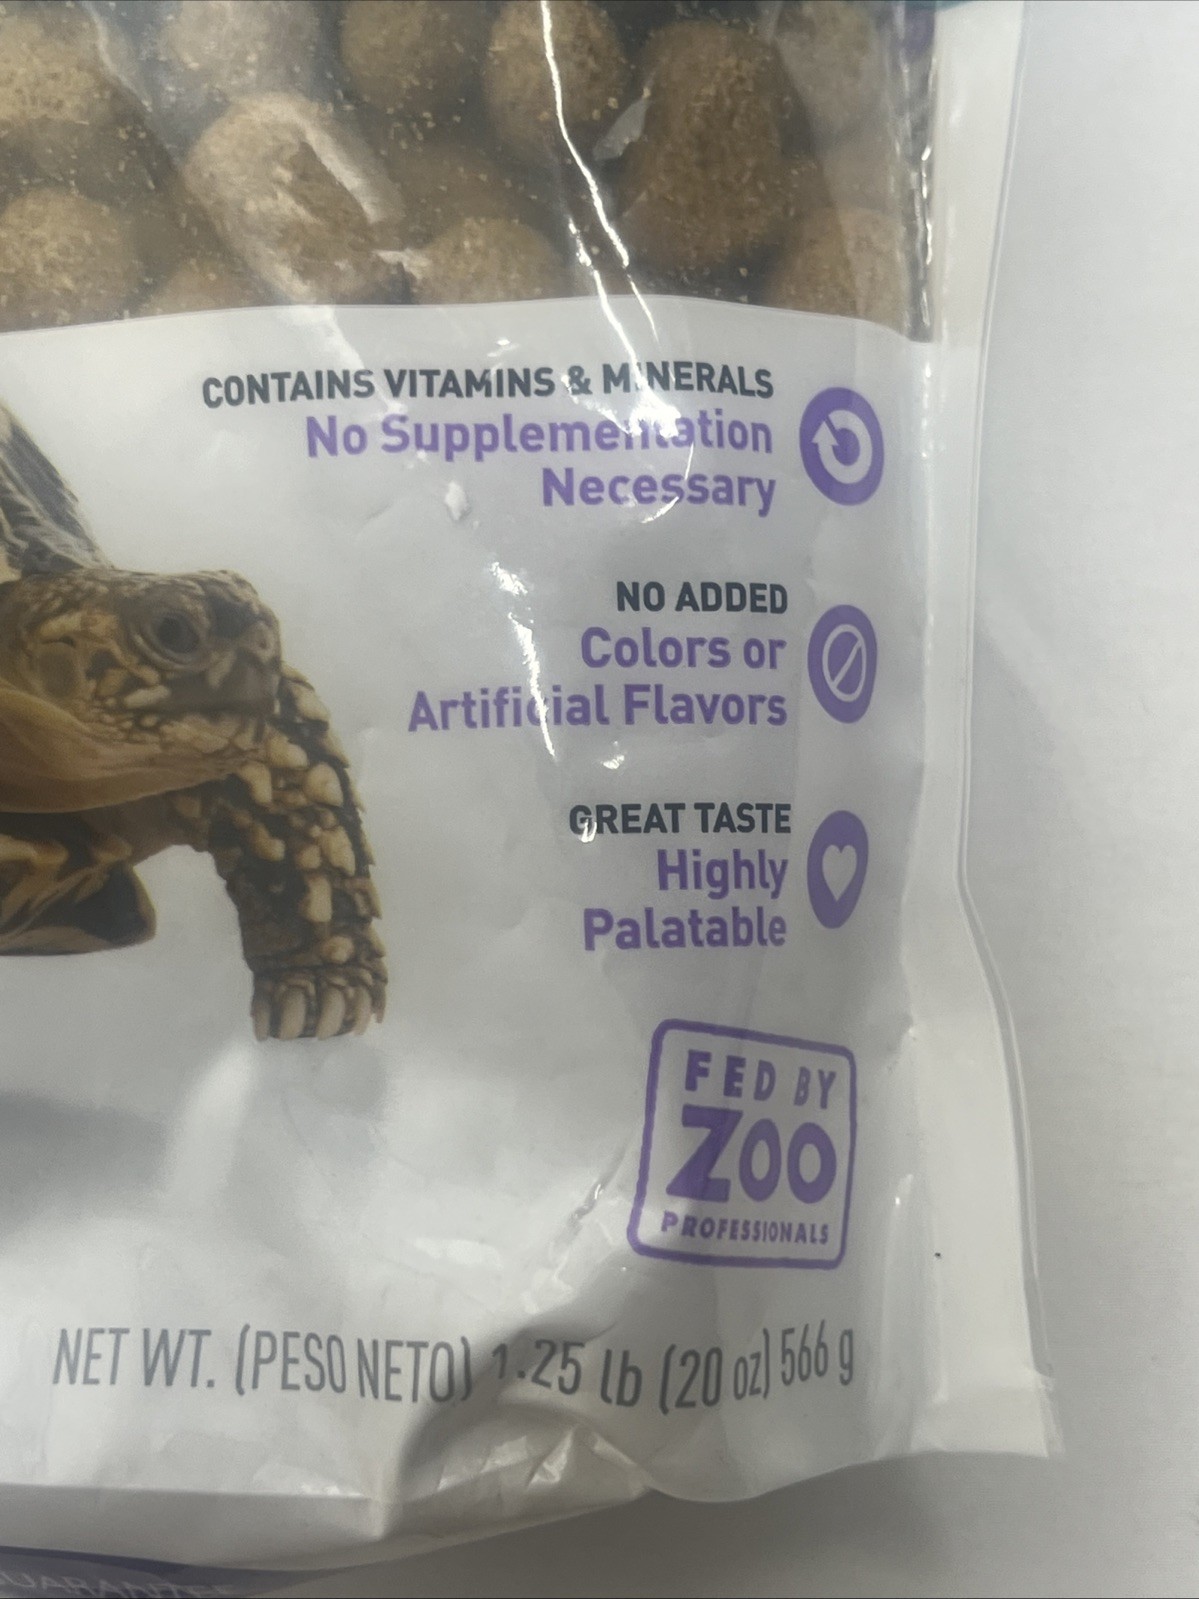 CONTAINS VITAMINS & MINERALS
No Supplementation
Necessary
NO ADDED
Colors or
Artificial Flavors
GREAT TASTE
Highly
Palatable
FED BY
ZOO
PROFESSIONALS
NET WT. (PESO NETO) 1.25 lb (20 oz) 566 g